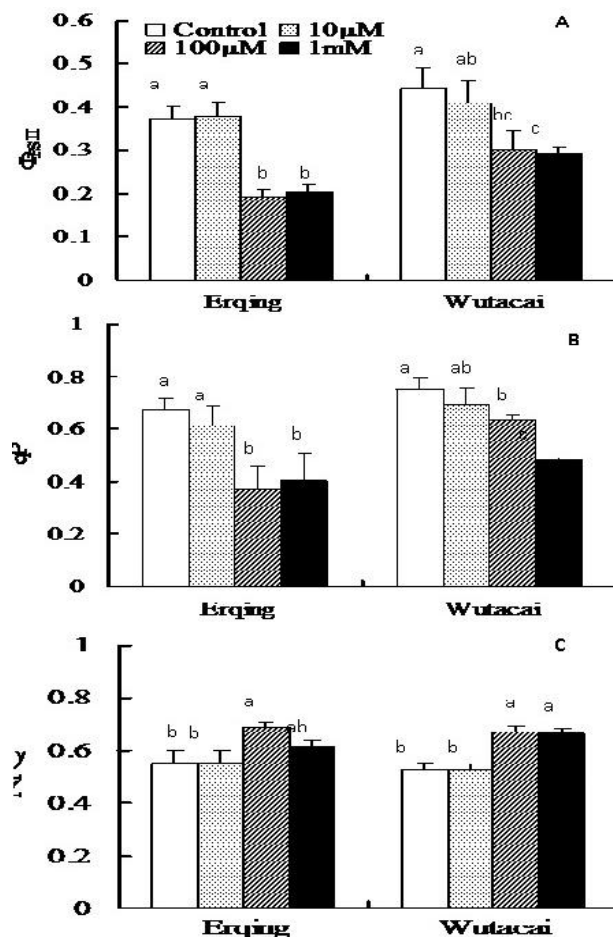 0.6 Control 10µM A
100µM 1mM
0.5 a ab
a a
0.4 bc c
0.3 b b
0.2
0.1
0
ΦPSII
Erqing Wutacai
1 B
0.8 a a ab b
a c
0.6 b b
0.4
0.2
0
qP
Erqing Wutacai
1 C
0.8 a a a
b b ab b b
0.6
0.4
0.2
0
Erqing Wutacai